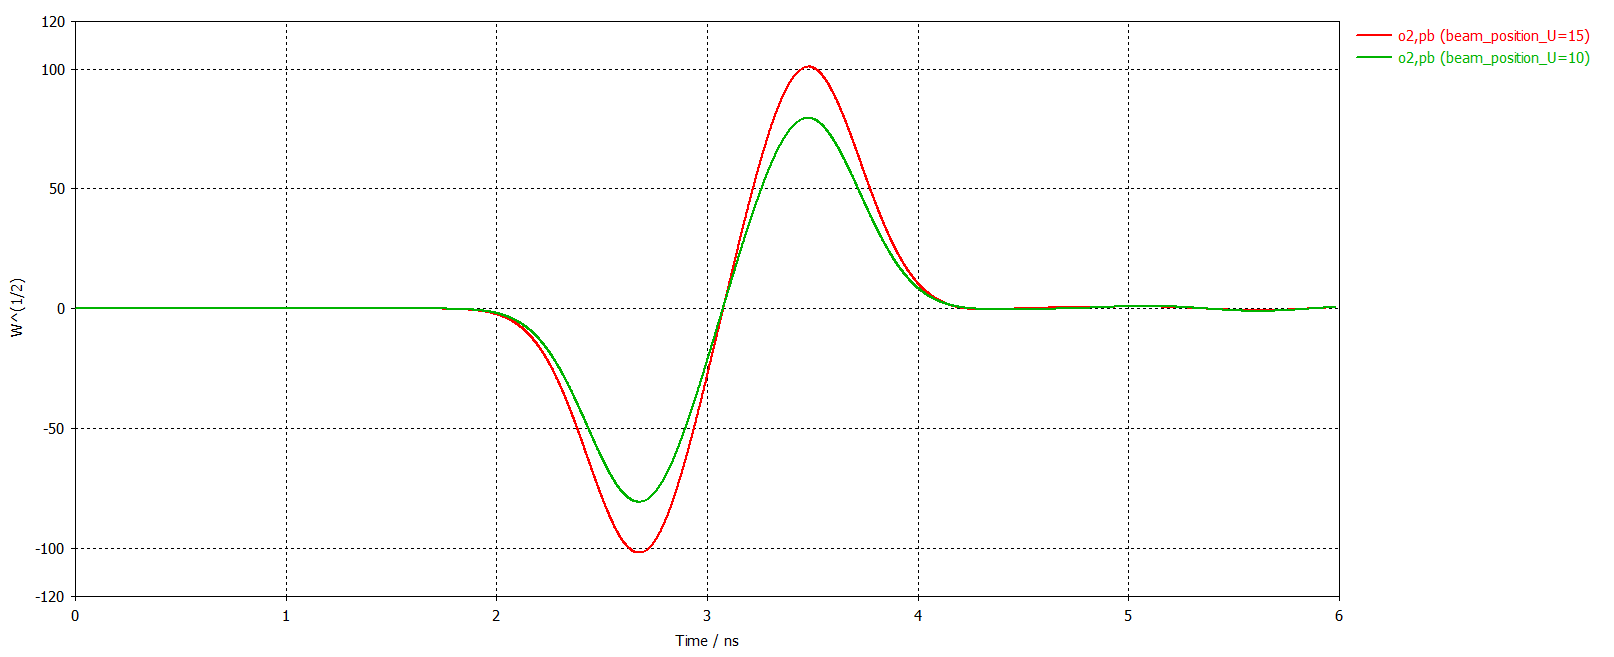 120
100
50
0
-50
-100
-120
W^(1/2)
0 1 2 3 4 5 6
Time / ns
o2,pb (beam_position_U=15)
o2,pb (beam_position_U=10)